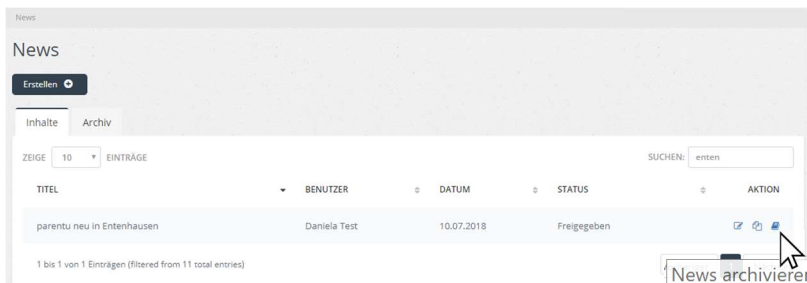 News
News
Erstellen
Inhalte Archiv
ZEIGE 10 EINTRÄGE SUCHEN: enten
TITEL BENUTZER DATUM STATUS AKTION
parentu neu in Entenhausen Daniela Test 10.07.2018 Freigegeben
1 bis 1 von 1 Einträgen (filtered from 11 total entries)
News archivieren